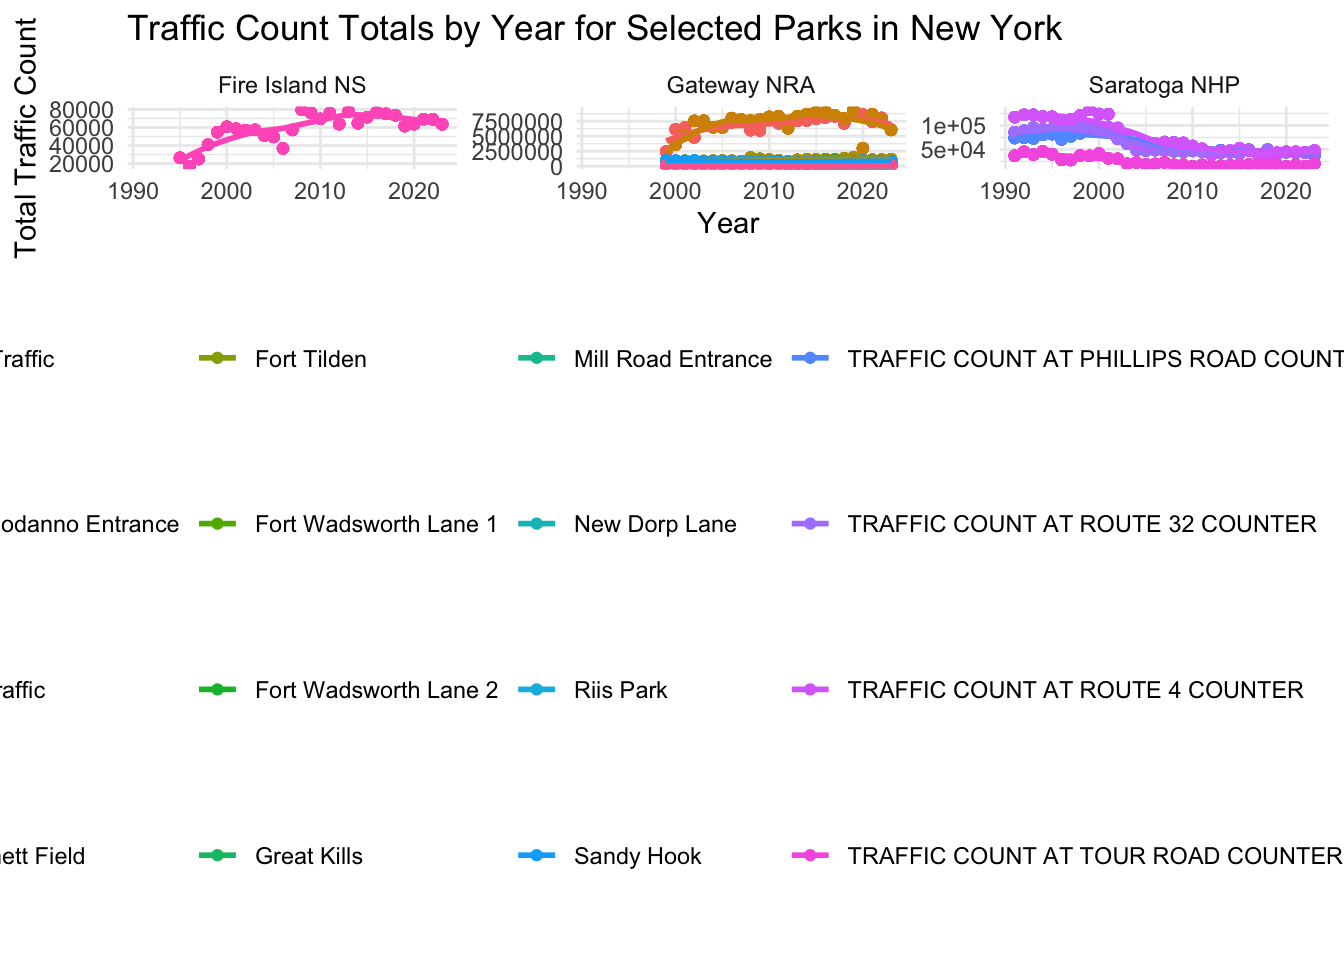 Traffic Count Totals by Year for Selected Parks in New York
Total Traffic Count
Fire Island NS
Gateway NRA
Saratoga NHP
80000
60000
40000
20000
7500000
5000000
2500000
0
1e+05
5e+04
1990 2000 2010 2020
1990 2000 2010 2020
1990 2000 2010 2020
Year
Traffic
Fort Tilden
Mill Road Entrance
TRAFFIC COUNT AT PHILLIPS ROAD COUNT
odanno Entrance
Fort Wadsworth Lane 1
New Dorp Lane
TRAFFIC COUNT AT ROUTE 32 COUNTER
raffic
Fort Wadsworth Lane 2
Riis Park
TRAFFIC COUNT AT ROUTE 4 COUNTER
ett Field
Great Kills
Sandy Hook
TRAFFIC COUNT AT TOUR ROAD COUNTER